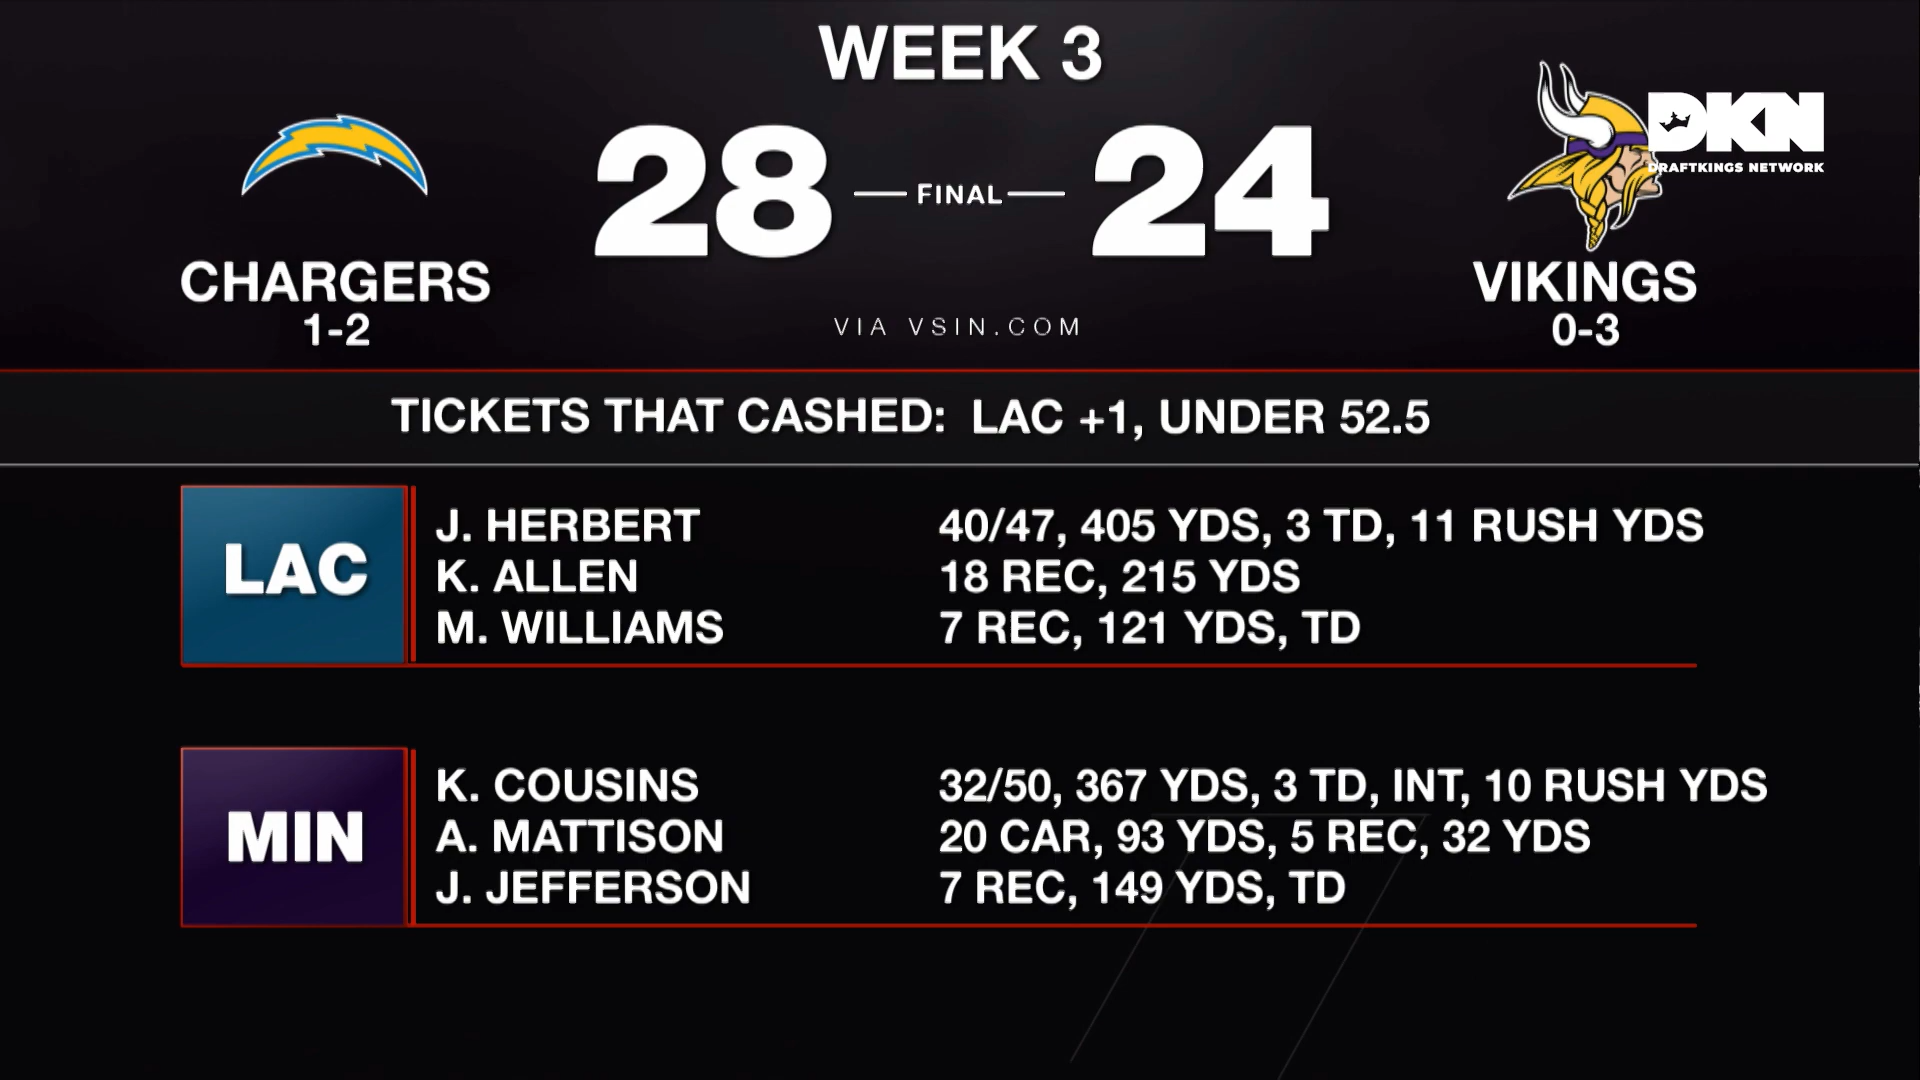 WEEK 3
DKN
DRAFTKINGS NETWORK
28 FINAL 24
CHARGERS
1-2
VIKINGS
0-3
VIA VSIN.COM
TICKETS THAT CASHED: LAC +1, UNDER 52.5
LAC
J. HERBERT 40/47, 405 YDS, 3 TD, 11 RUSH YDS
K. ALLEN 18 REC, 215 YDS
M. WILLIAMS 7 REC, 121 YDS, TD
MIN
K. COUSINS 32/50, 367 YDS, 3 TD, INT, 10 RUSH YDS
A. MATTISON 20 CAR, 93 YDS, 5 REC, 32 YDS
J. JEFFERSON 7 REC, 149 YDS, TD